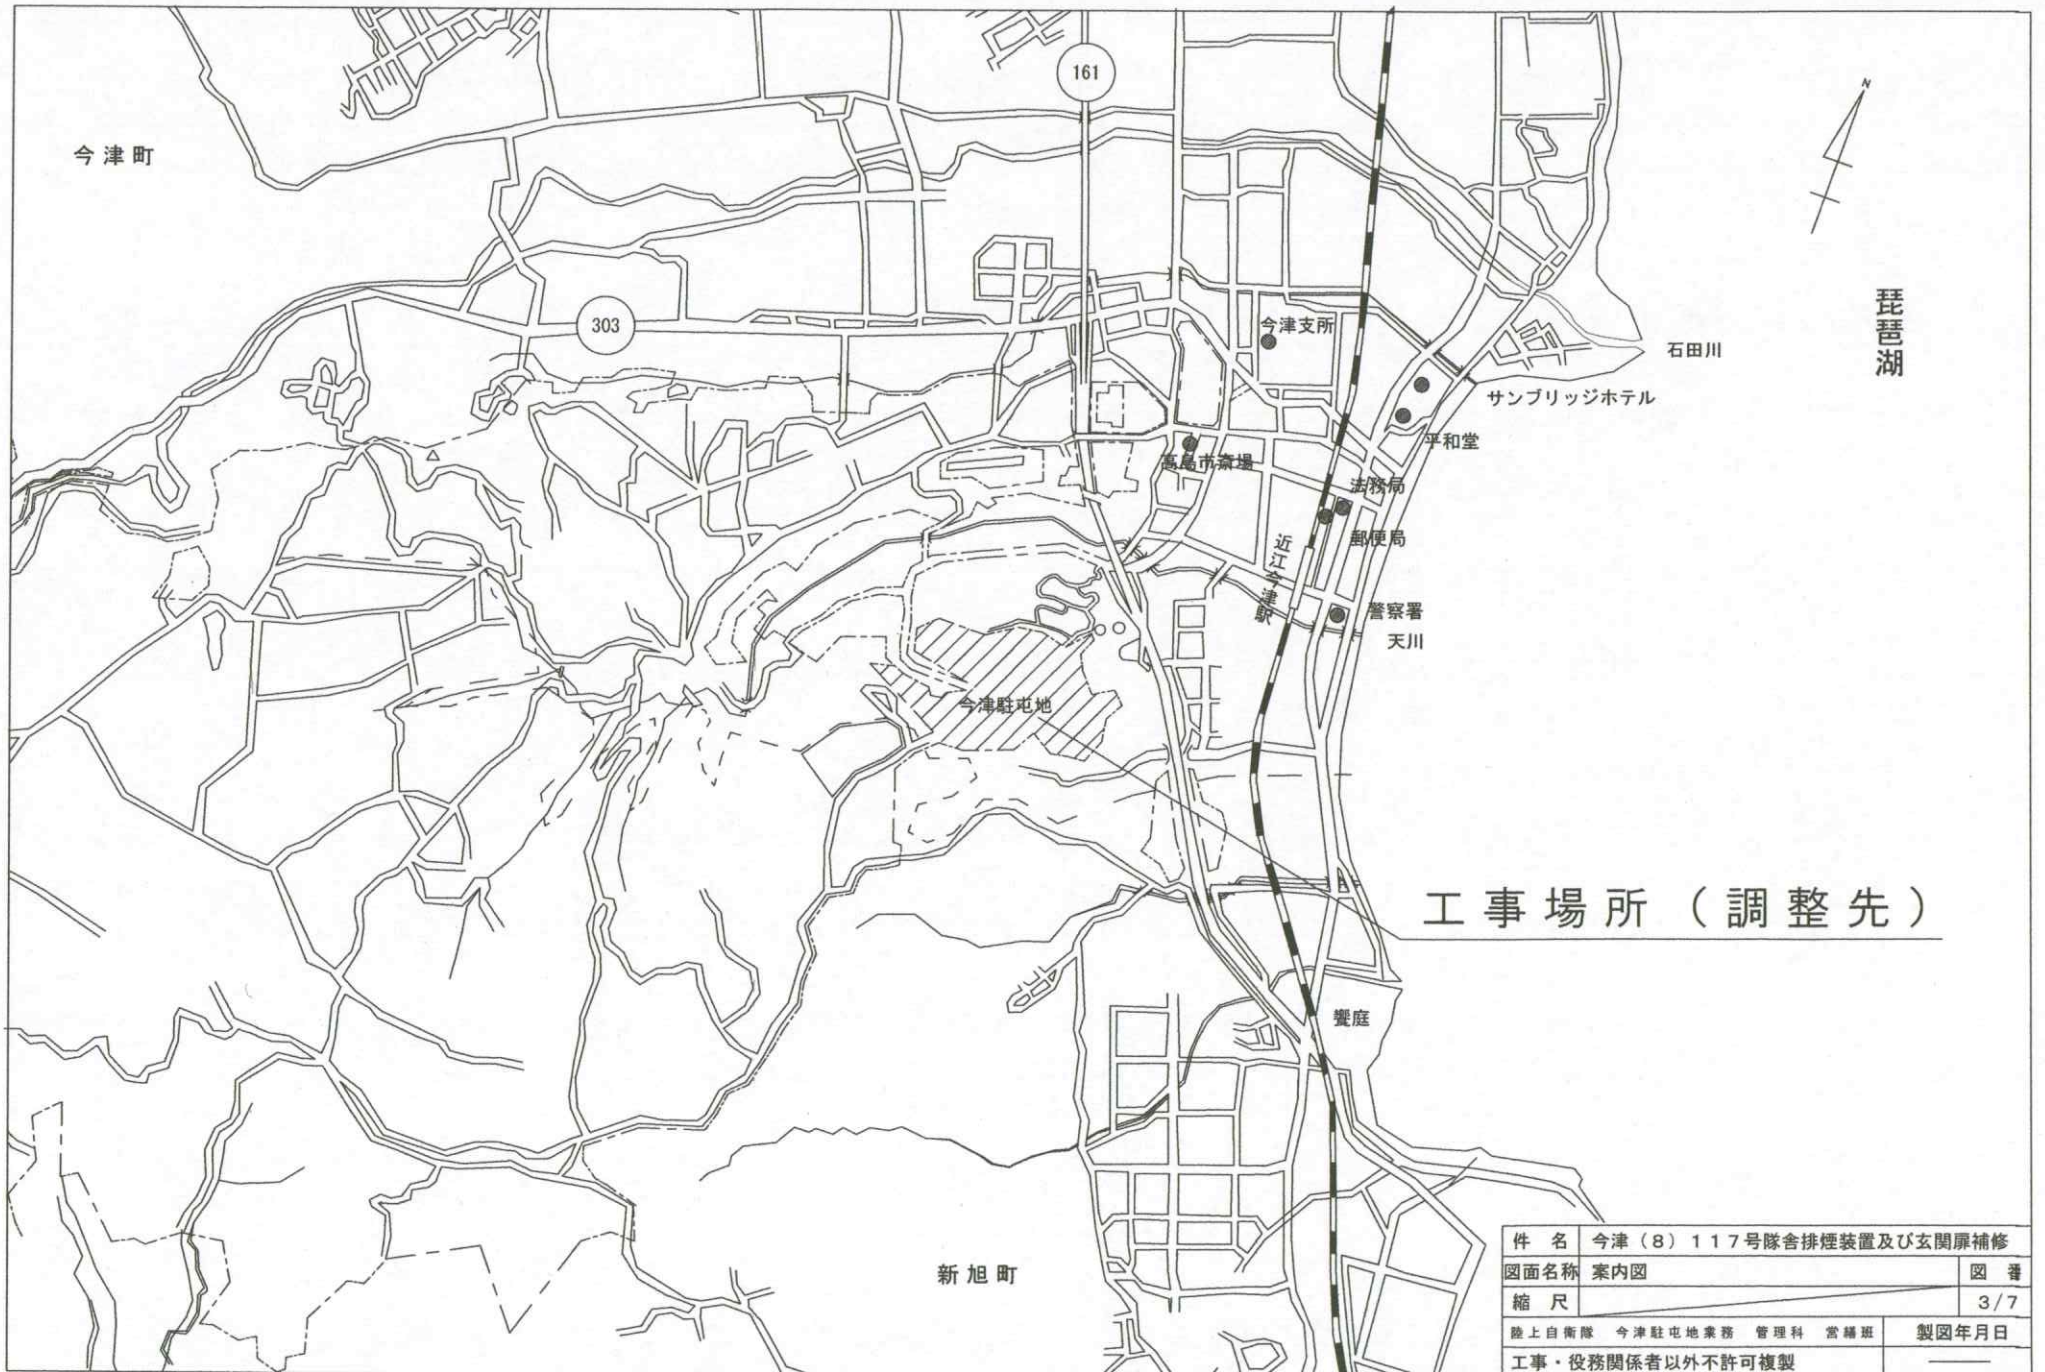 161
N
今津町
琵琶湖
303
今津支所
石田川
サンブリッジホテル
平和堂
高島市斎場
法務局
郵便局
近江今津駅
警察署
天川
今津駐屯地
工事場所（調整先）
饗庭
新旭町
件名 今津（8）117号隊舎排煙装置及び玄関扉補修
図面名称 案内図 図番
縮尺 3/7
陸上自衛隊 今津駐屯地業務 管理科 営繕班 製図年月日
工事・役務関係者以外不許可複製